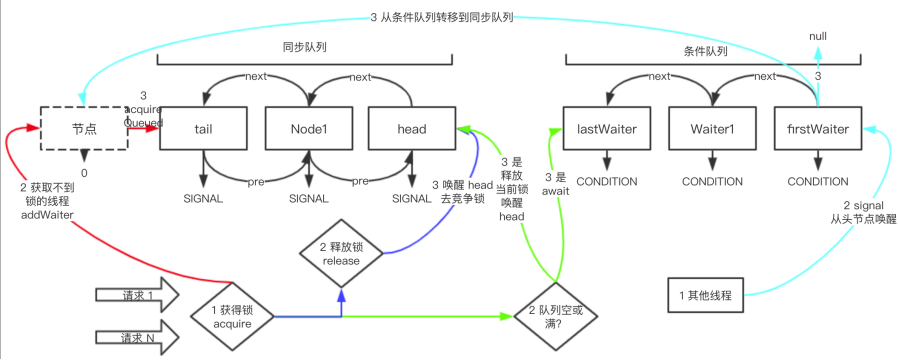 3 从条件队列转移到同步队列
同步队列
条件队列
null
next
next
next
next
3
3
acquire
Queued
节点
tail
Node1
head
lastWaiter
Waiter1
firstWaiter
0
pre
pre
SIGNAL
SIGNAL
SIGNAL
CONDITION
CONDITION
CONDITION
2 获取不到
锁的线程
addWaiter
3 唤醒 head
去竞争锁
3 是
释放
当前锁
唤醒
head
3 是
await
2 signal
从头节点唤醒
2 释放锁
release
请求 1
请求 N
1 获得锁
acquire
2 队列空或
满?
1 其他线程